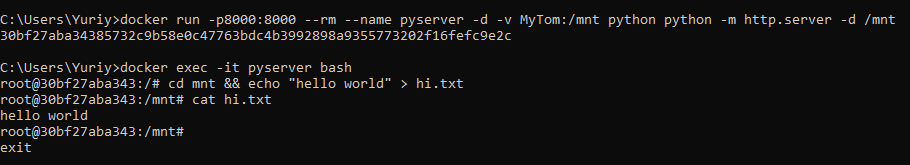 C:\Users\Yuriy>docker run -p8000:8000 --rm --name pyserver -d -v MyTom:/mnt python python -m http.server -d /mnt
30bf27aba34385732c9b58e0c47763bdc4b3992898a9355773202f16fefc9e2c
C:\Users\Yuriy>docker exec -it pyserver bash
root@30bf27aba343:/# cd mnt && echo "hello world" > hi.txt
root@30bf27aba343:/mnt# cat hi.txt
hello world
root@30bf27aba343:/mnt#
exit